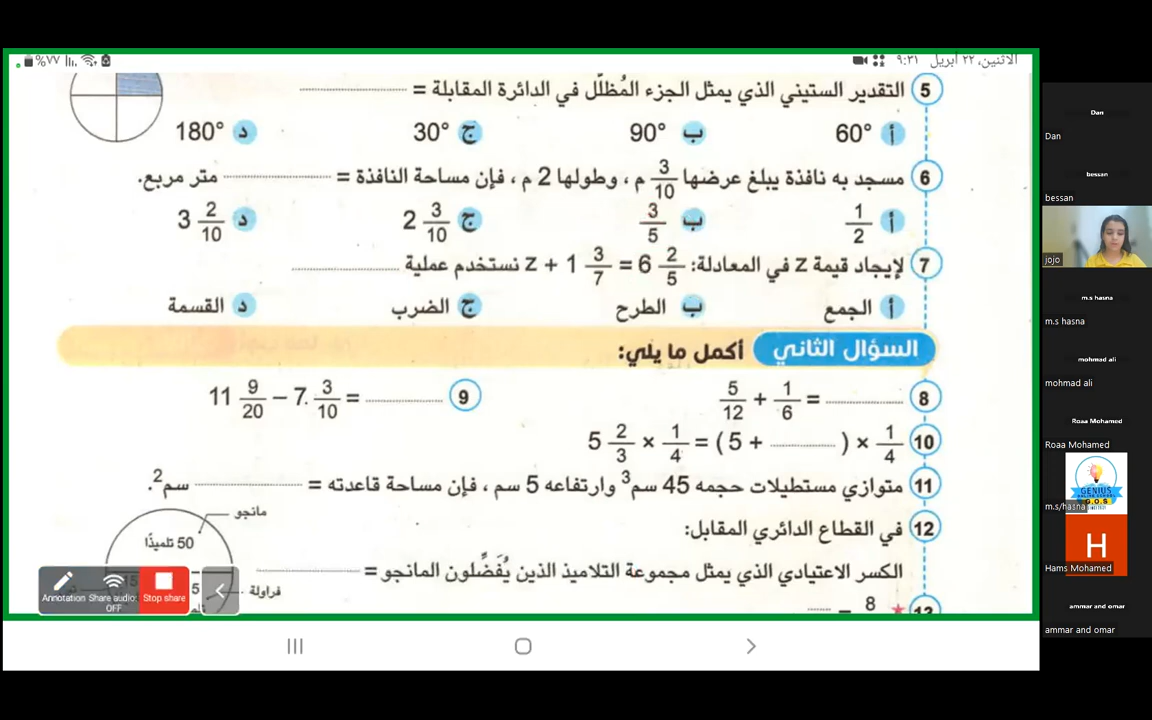 الاثنين، ٢٢ أبريل ٩:٣١
%٧٧
5 التقدير الستيني الذي يمثل الجزء المُظلَّل في الدائرة المقابلة = ............
أ 60° ب 90° ج 30° د 180°
6 مسجد به نافذة يبلغ عرضها 3/10 م ، وطولها 2 م ، فإن مساحة النافذة = ............ متر مربع.
أ 1/2 ب 3/5 ج 2 3/10 د 3 2/10
7 لإيجاد قيمة z في المعادلة: z + 1 3/7 = 6 2/5 نستخدم عملية ............
أ الجمع ب الطرح ج الضرب د القسمة
السؤال الثاني أكمل ما يلي:
8 5/12 + 1/6 = ............
9 11 9/20 − 7 3/10 = ............
10 5 2/3 × 1/4 = ( 5 + ............ ) × 1/4
11 متوازي مستطيلات حجمه 45 سم³ وارتفاعه 5 سم ، فإن مساحة قاعدته = ............ سم².
12 في القطاع الدائري المقابل:
مانجو
50 تلميذًا
الكسر الاعتيادي الذي يمثل مجموعة التلاميذ الذين يُفَضِّلون المانجو = ............
فراولة
15
5
13 8
Annotation
Share audio: OFF
Stop share
Dan
Dan
bessan
bessan
jojo
m.s hasna
m.s hasna
mohmad ali
mohmad ali
Roaa Mohamed
Roaa Mohamed
GENIUS
G.O.S
m.s/hasna
H
Hams Mohamed
ammar and omar
ammar and omar